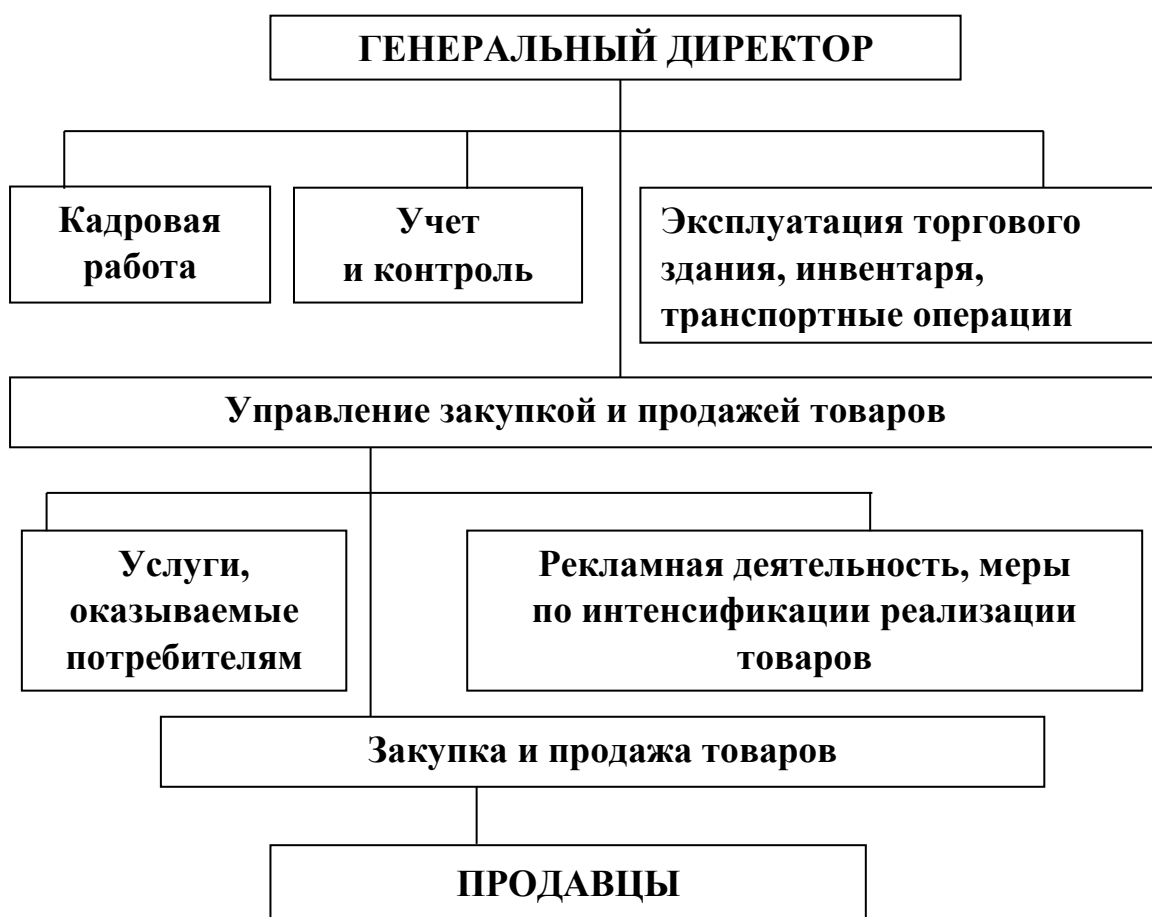 ГЕНЕРАЛЬНЫЙ ДИРЕКТОР
Кадровая
работа
Учет
и контроль
Эксплуатация торгового
здания, инвентаря,
транспортные операции
Управление закупкой и продажей товаров
Услуги,
оказываемые
потребителям
Рекламная деятельность, меры
по интенсификации реализации
товаров
Закупка и продажа товаров
ПРОДАВЦЫ